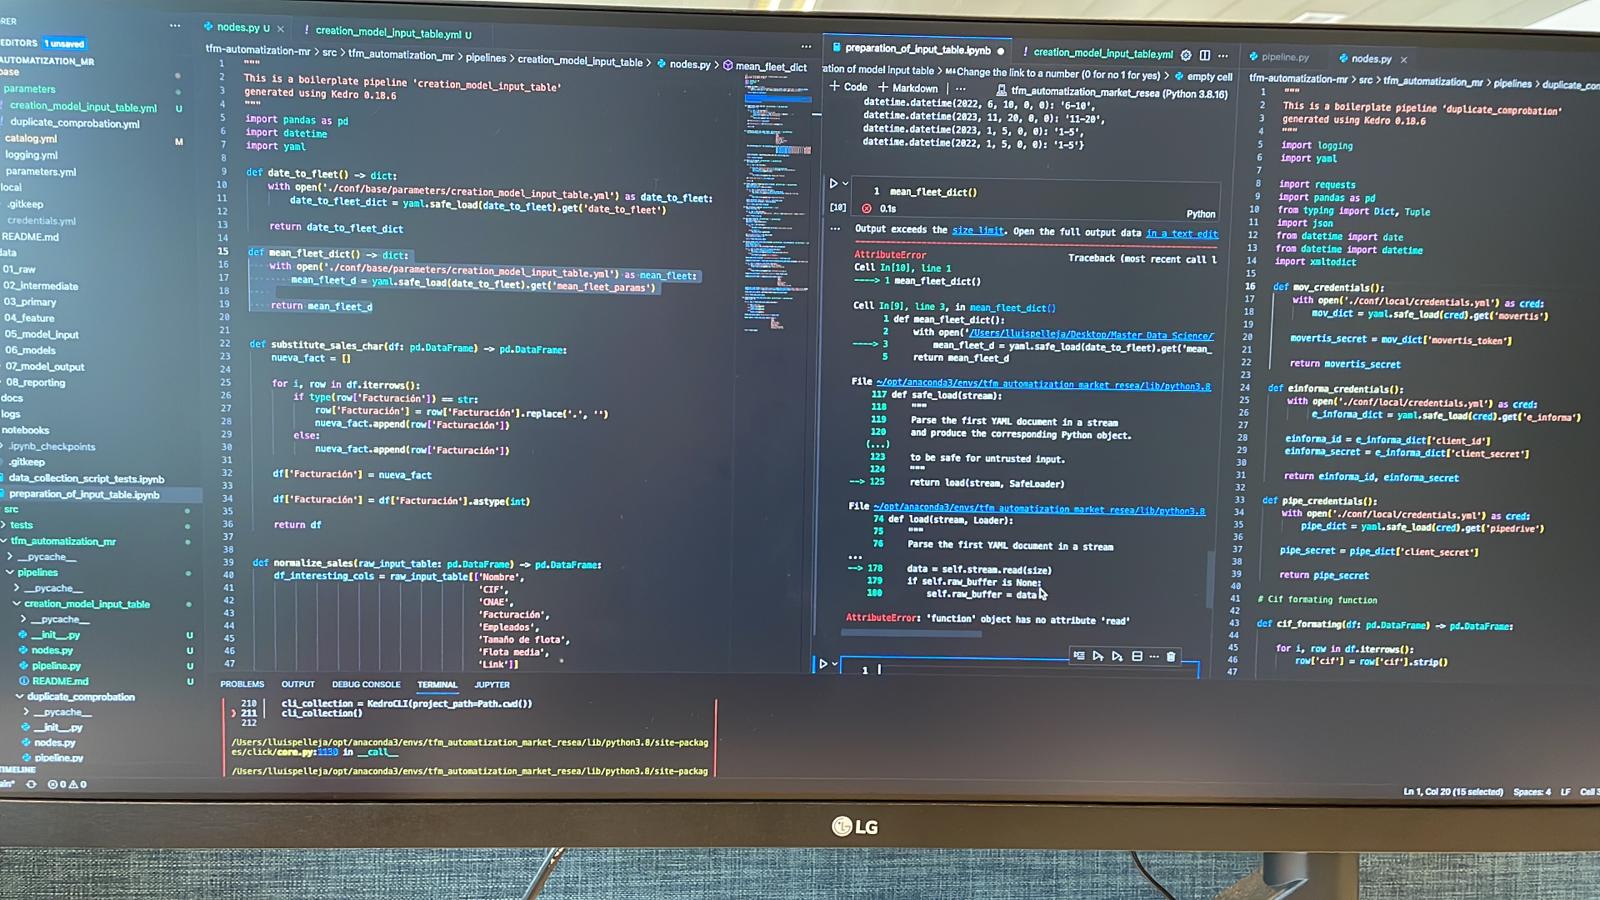 RER
EDITORS 1 unsaved
AUTOMATIZATION_MR
base
parameters
creation_model_input_table.yml U
duplicate_comprobation.yml
catalog.yml M
logging.yml
parameters.yml
local
.gitkeep
credentials.yml
README.md
data
01_raw
02_intermediate
03_primary
04_feature
05_model_input
06_models
07_model_output
08_reporting
docs
logs
notebooks
.ipynb_checkpoints
.gitkeep
data_collection_script_tests.ipynb
preparation_of_input_table.ipynb
src
tests
tfm_automatization_mr
__pycache__
pipelines
__pycache__
creation_model_input_table
__pycache__
__init__.py U
nodes.py U
pipeline.py U
README.md U
duplicate_comprobation
__pycache__
__init__.py
nodes.py
pipeline.py
TIMELINE
0 0
nodes.py U
creation_model_input_table.yml U
tfm-automatization-mr > src > tfm_automatization_mr > pipelines > creation_model_input_table > nodes.py > mean_fleet_dict
1 """
2 This is a boilerplate pipeline 'creation_model_input_table'
3 generated using Kedro 0.18.6
4 """
5 import pandas as pd
6 import datetime
7 import yaml
8
9 def date_to_fleet() -> dict:
10 with open('./conf/base/parameters/creation_model_input_table.yml') as date_to_fleet:
11 date_to_fleet_dict = yaml.safe_load(date_to_fleet).get('date_to_fleet')
12
13 return date_to_fleet_dict
14
15 def mean_fleet_dict() -> dict:
16 with open('./conf/base/parameters/creation_model_input_table.yml') as mean_fleet:
17 mean_fleet_d = yaml.safe_load(date_to_fleet).get('mean_fleet_params')
18
19 return mean_fleet_d
20
21
22 def substitute_sales_char(df: pd.DataFrame) -> pd.DataFrame:
23 nueva_fact = []
24
25 for i, row in df.iterrows():
26 if type(row['Facturación']) == str:
27 row['Facturación'] = row['Facturación'].replace('.', '')
28 nueva_fact.append(row['Facturación'])
29 else:
30 nueva_fact.append(row['Facturación'])
31
32 df['Facturación'] = nueva_fact
33
34 df['Facturación'] = df['Facturación'].astype(int)
35
36 return df
37
38
39 def normalize_sales(raw_input_table: pd.DataFrame) -> pd.DataFrame:
40 df_interesting_cols = raw_input_table[['Nombre',
41 'CIF',
42 'CNAE',
43 'Facturación',
44 'Empleados',
45 'Tamaño de flota',
46 'Flota media',
47 'Link']]
PROBLEMS OUTPUT DEBUG CONSOLE TERMINAL JUPYTER
210 cli_collection = KedroCLI(project_path=Path.cwd())
211 cli_collection()
212
/Users/lluispelleja/opt/anaconda3/envs/tfm_automatization_market_resea/lib/python3.8/site-packag
es/click/core.py:1130 in __call__
/Users/lluispelleja/opt/anaconda3/envs/tfm_automatization_market_resea/lib/python3.8/site-packag
preparation_of_input_table.ipynb
creation_model_input_table.yml
ation of model input table > M↓Change the link to a number (0 for no 1 for yes) > empty cell
+ Code + Markdown ... tfm_automatization_market_resea (Python 3.8.16)
datetime.datetime(2022, 6, 10, 0, 0): '6-10',
datetime.datetime(2023, 11, 20, 0, 0): '11-20',
datetime.datetime(2023, 1, 5, 0, 0): '1-5',
datetime.datetime(2022, 1, 5, 0, 0): '1-5'}
1 mean_fleet_dict()
[10] 0.1s Python
Output exceeds the size limit. Open the full output data in a text edit
AttributeError Traceback (most recent call l
Cell In[10], line 1
----> 1 mean_fleet_dict()
Cell In[9], line 3, in mean_fleet_dict()
1 def mean_fleet_dict():
2 with open('/Users/lluispelleja/Desktop/Master Data Science/
----> 3 mean_fleet_d = yaml.safe_load(date_to_fleet).get('mean_
5 return mean_fleet_d
File ~/opt/anaconda3/envs/tfm_automatization_market_resea/lib/python3.8
117 def safe_load(stream):
118 """
119 Parse the first YAML document in a stream
120 and produce the corresponding Python object.
(...)
123 to be safe for untrusted input.
124 """
--> 125 return load(stream, SafeLoader)
File ~/opt/anaconda3/envs/tfm_automatization_market_resea/lib/python3.8
74 def load(stream, Loader):
75 """
76 Parse the first YAML document in a stream
...
--> 178 data = self.stream.read(size)
179 if self.raw_buffer is None:
180 self.raw_buffer = data
AttributeError: 'function' object has no attribute 'read'
1
pipeline.py
nodes.py
tfm-automatization-mr > src > tfm_automatization_mr > pipelines > duplicate_con
1 """
2 This is a boilerplate pipeline 'duplicate_comprobation'
3 generated using Kedro 0.18.6
4 """
5 import logging
6 import yaml
7
8 import requests
9 import pandas as pd
10 from typing import Dict, Tuple
11 import json
12 from datetime import date
13 from datetime import datetime
14 import xmltodict
15
16 def mov_credentials():
17 with open('./conf/local/credentials.yml') as cred:
18 mov_dict = yaml.safe_load(cred).get('movertis')
19
20 movertis_secret = mov_dict['movertis_token']
21
22 return movertis_secret
23
24 def einforma_credentials():
25 with open('./conf/local/credentials.yml') as cred:
26 e_informa_dict = yaml.safe_load(cred).get('e_informa')
27
28 einforma_id = e_informa_dict['client_id']
29 einforma_secret = e_informa_dict['client_secret']
30
31 return einforma_id, einforma_secret
32
33 def pipe_credentials():
34 with open('./conf/local/credentials.yml') as cred:
35 pipe_dict = yaml.safe_load(cred).get('pipedrive')
36
37 pipe_secret = pipe_dict['client_secret']
38
39 return pipe_secret
40
41 # Cif formating function
42
43 def cif_formating(df: pd.DataFrame) -> pd.DataFrame:
44
45 for i, row in df.iterrows():
46 row['cif'] = row['cif'].strip()
47
Ln 1, Col 20 (15 selected) Spaces: 4 LF Cell 3
LG